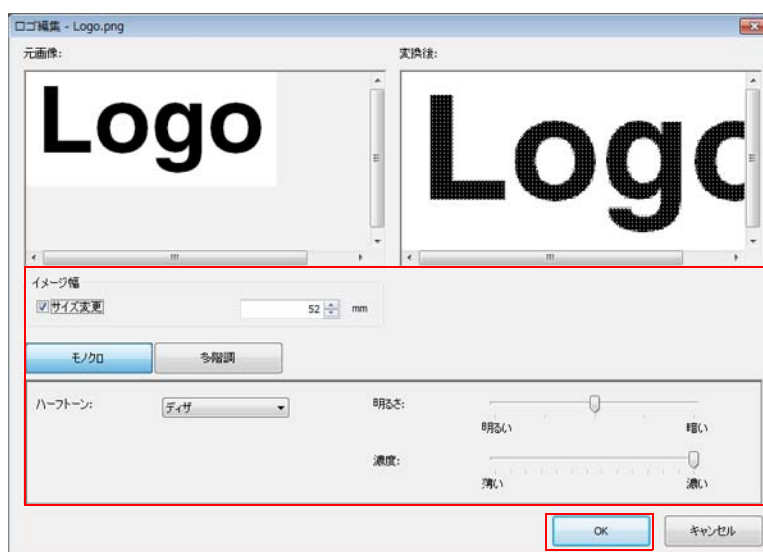 ロゴ編集 - Logo.png
元画像:
変換後:
Logo
Logo
イメージ幅
サイズ変更
52 mm
モノクロ
多階調
ハーフトーン:
ディザ
明るさ:
明るい
暗い
濃度:
薄い
濃い
OK
キャンセル